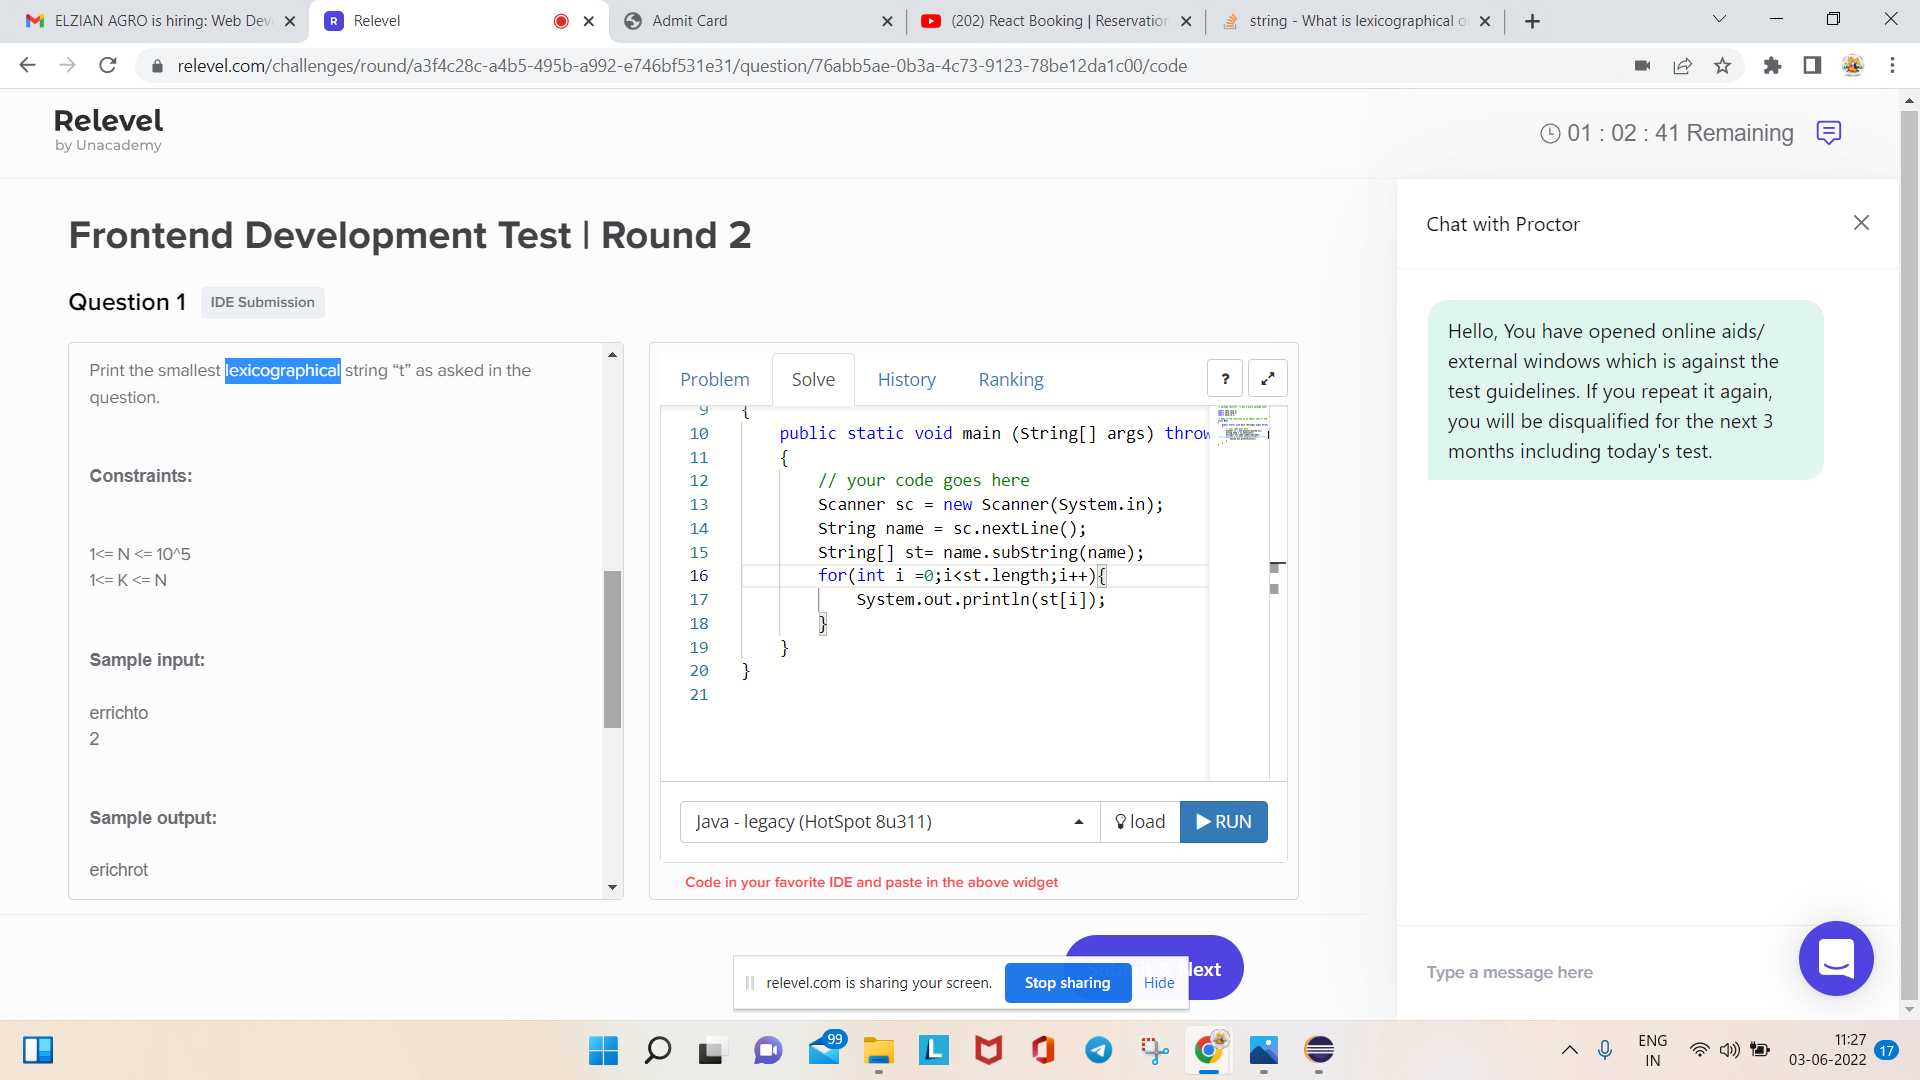 ELZIAN AGRO is hiring: Web Dev
Relevel
Admit Card
(202) React Booking | Reservation
string - What is lexicographical o
relevel.com/challenges/round/a3f4c28c-a4b5-495b-a992-e746bf531e31/question/76abb5ae-0b3a-4c73-9123-78be12da1c00/code
Relevel
by Unacademy
01 : 02 : 41 Remaining
Frontend Development Test | Round 2
Question 1
IDE Submission
Print the smallest lexicographical string “t” as asked in the
question.
Constraints:
1<= N <= 10^5
1<= K <= N
Sample input:
errichto
2
Sample output:
erichrot
Problem
Solve
History
Ranking
?
9 {
10 public static void main (String[] args) throw
11 {
12 // your code goes here
13 Scanner sc = new Scanner(System.in);
14 String name = sc.nextLine();
15 String[] st= name.subString(name);
16 for(int i =0;i<st.length;i++){
17 System.out.println(st[i]);
18 }
19 }
20 }
21
Java - legacy (HotSpot 8u311)
load
RUN
Code in your favorite IDE and paste in the above widget
Chat with Proctor
Hello, You have opened online aids/
external windows which is against the
test guidelines. If you repeat it again,
you will be disqualified for the next 3
months including today's test.
Type a message here
Next
relevel.com is sharing your screen.
Stop sharing
Hide
99
ENG
IN
11:27
03-06-2022
17